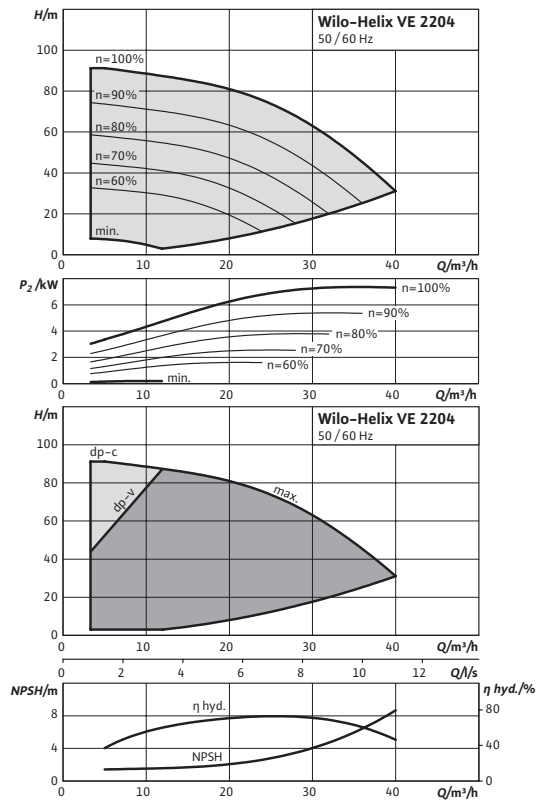 H/m
Wilo-Helix VE 2204
50 / 60 Hz
100
80
60
40
20
0
n=100%
n=90%
n=80%
n=70%
n=60%
min.
0 10 20 30 40 Q/m³/h
P₂ /kW
6
4
2
0
n=100%
n=90%
n=80%
n=70%
n=60%
min.
0 10 20 30 40 Q/m³/h
H/m
Wilo-Helix VE 2204
50 / 60 Hz
100
80
60
40
20
0
dp-c
dp-v
max.
0 10 20 30 40 Q/m³/h
0 2 4 6 8 10 12 Q/l/s
NPSH/m
η hyd./%
8
4
0
80
40
0
η hyd.
NPSH
0 10 20 30 40 Q/m³/h